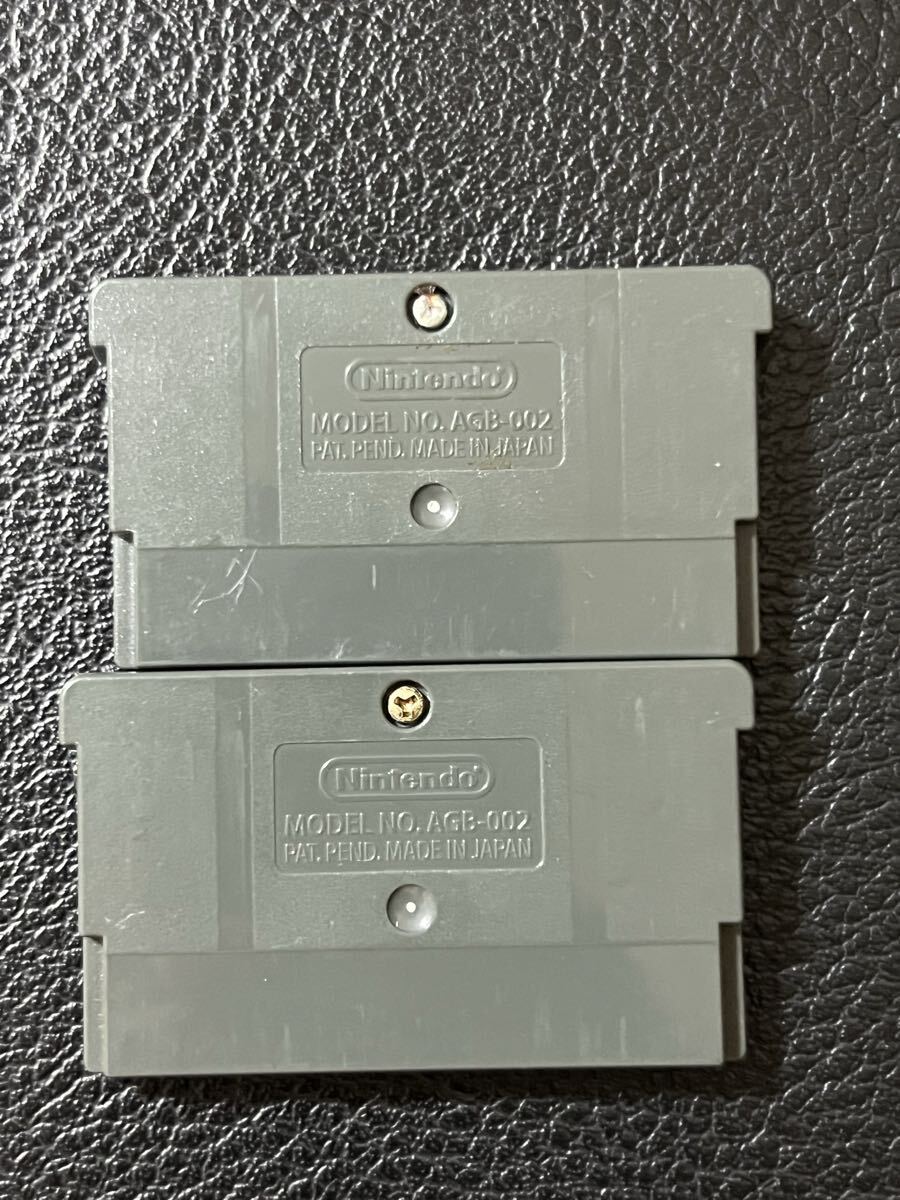 Nintendo
MODEL NO. AGB-002
PAT. PEND. MADE IN JAPAN
Nintendo
MODEL NO. AGB-002
PAT. PEND. MADE IN JAPAN